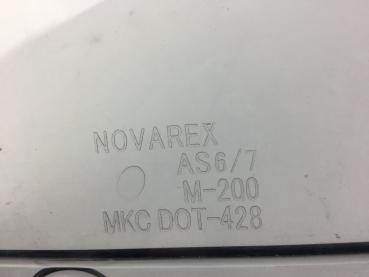 NOVAREX
AS6/7
M-200
MKC DOT-428